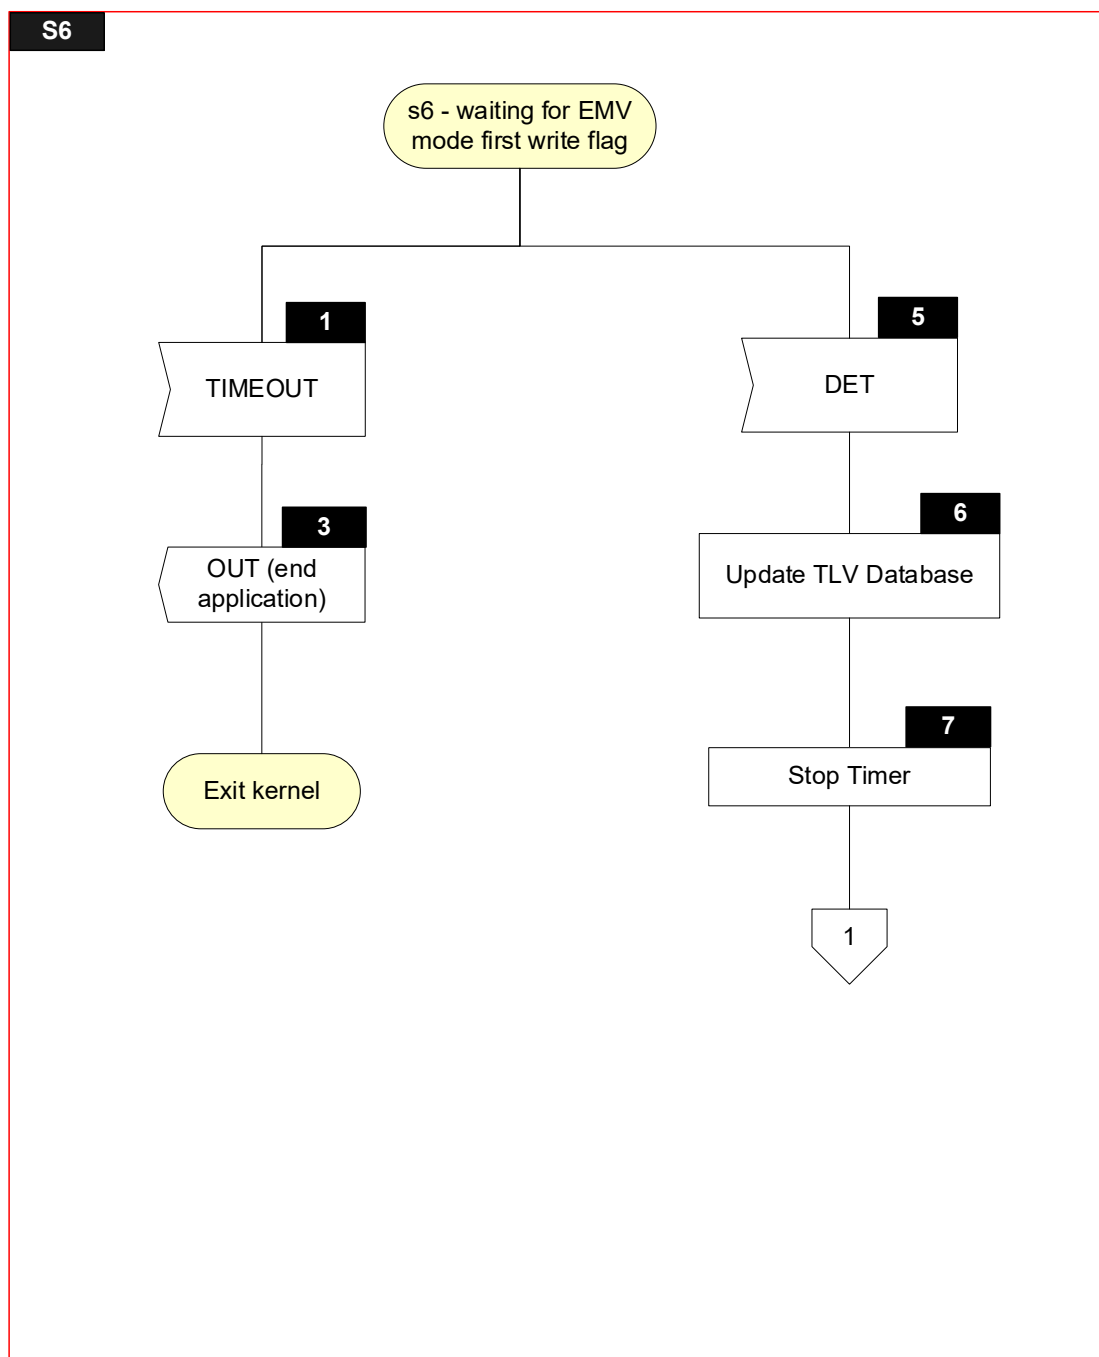 S6
s6 - waiting for EMV
mode first write flag
1
TIMEOUT
3
OUT (end
application)
Exit kernel
5
DET
6
Update TLV Database
7
Stop Timer
1